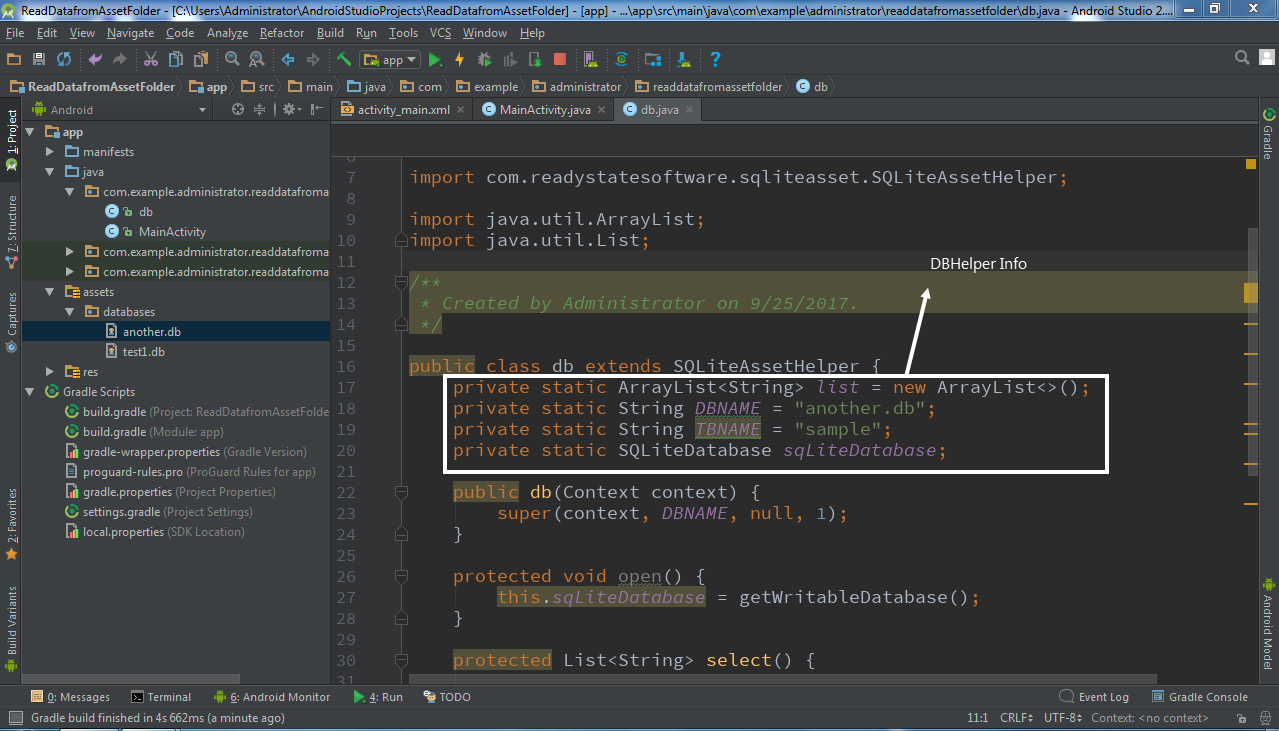 ReadDatafromAssetFolder - [C:\Users\Administrator\AndroidStudioProjects\ReadDatafromAssetFolder] - [app] - ...\app\src\main\java\com\example\administrator\readdatafromassetfolder\db.java - Android Studio 2....
File Edit View Navigate Code Analyze Refactor Build Run Tools VCS Window Help
app
ReadDatafromAssetFolder app src main java com example administrator readdatafromassetfolder db
Android
activity_main.xml MainActivity.java db.java
1: Project
7: Structure
Captures
2: Favorites
Build Variants
app
manifests
java
com.example.administrator.readdatafroma
db
MainActivity
com.example.administrator.readdatafroma
com.example.administrator.readdatafroma
assets
databases
another.db
test1.db
res
Gradle Scripts
build.gradle (Project: ReadDatafromAssetFolde
build.gradle (Module: app)
gradle-wrapper.properties (Gradle Version)
proguard-rules.pro (ProGuard Rules for app)
gradle.properties (Project Properties)
settings.gradle (Project Settings)
local.properties (SDK Location)
6
7 import com.readystatesoftware.sqliteasset.SQLiteAssetHelper;
8
9 import java.util.ArrayList;
10 import java.util.List;
11
DBHelper Info
12 /**
13 * Created by Administrator on 9/25/2017.
14 */
15
16 public class db extends SQLiteAssetHelper {
17 private static ArrayList<String> list = new ArrayList<>();
18 private static String DBNAME = "another.db";
19 private static String TBNAME = "sample";
20 private static SQLiteDatabase sqLiteDatabase;
21
22 public db(Context context) {
23 super(context, DBNAME, null, 1);
24 }
25
26 protected void open() {
27 this.sqLiteDatabase = getWritableDatabase();
28 }
29
30 protected List<String> select() {
31
Gradle
Android Model
0: Messages Terminal 6: Android Monitor 4: Run TODO Event Log Gradle Console
Gradle build finished in 4s 662ms (a minute ago) 11:1 CRLF UTF-8 Context: <no context>